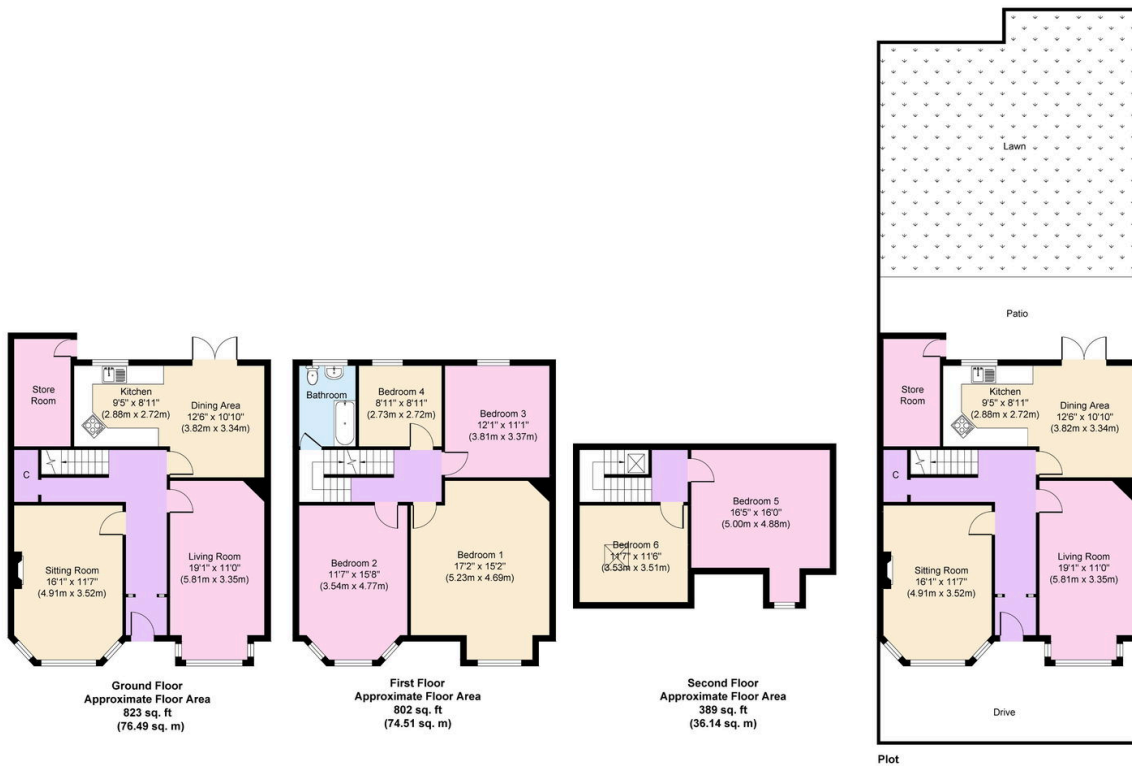 Store
Room
Kitchen
9'5" x 8'11"
(2.88m x 2.72m)
Dining Area
12'6" x 10'10"
(3.82m x 3.34m)
C
Sitting Room
16'1" x 11'7"
(4.91m x 3.52m)
Living Room
19'1" x 11'0"
(5.81m x 3.35m)
Ground Floor
Approximate Floor Area
823 sq. ft
(76.49 sq. m)
Bathroom
Bedroom 4
8'11" x 8'11"
(2.73m x 2.72m)
Bedroom 3
12'1" x 11'1"
(3.81m x 3.37m)
Bedroom 2
11'7" x 15'8"
(3.54m x 4.77m)
Bedroom 1
17'2" x 15'2"
(5.23m x 4.69m)
First Floor
Approximate Floor Area
802 sq. ft
(74.51 sq. m)
Bedroom 5
16'5" x 16'0"
(5.00m x 4.88m)
Bedroom 6
11'7" x 11'6"
(3.53m x 3.51m)
Second Floor
Approximate Floor Area
389 sq. ft
(36.14 sq. m)
Lawn
Patio
Store
Room
Kitchen
9'5" x 8'11"
(2.88m x 2.72m)
Dining Area
12'6" x 10'10"
(3.82m x 3.34m)
C
Sitting Room
16'1" x 11'7"
(4.91m x 3.52m)
Living Room
19'1" x 11'0"
(5.81m x 3.35m)
Drive
Plot